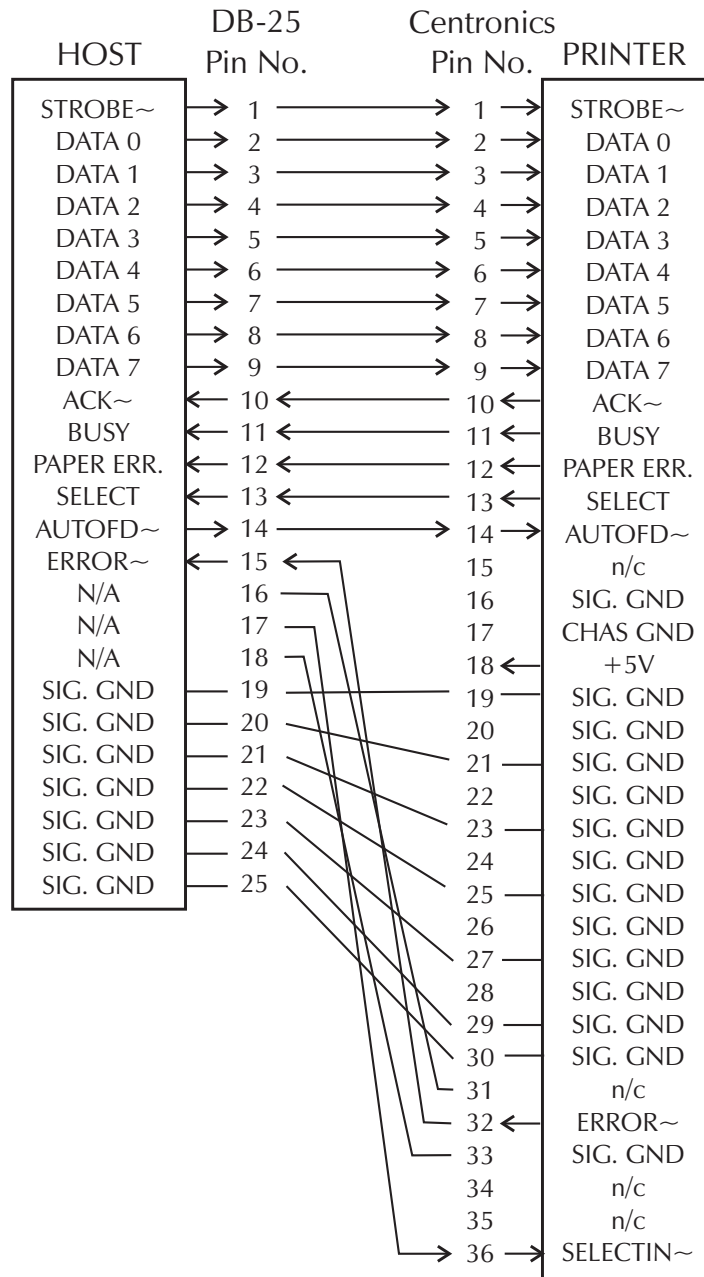 DB-25 Centronics
HOST Pin No. Pin No. PRINTER
STROBE~ 1 1 STROBE~
DATA 0 2 2 DATA 0
DATA 1 3 3 DATA 1
DATA 2 4 4 DATA 2
DATA 3 5 5 DATA 3
DATA 4 6 6 DATA 4
DATA 5 7 7 DATA 5
DATA 6 8 8 DATA 6
DATA 7 9 9 DATA 7
ACK~ 10 10 ACK~
BUSY 11 11 BUSY
PAPER ERR. 12 12 PAPER ERR.
SELECT 13 13 SELECT
AUTOFD~ 14 14 AUTOFD~
ERROR~ 15 15 n/c
N/A 16 16 SIG. GND
N/A 17 17 CHAS GND
N/A 18 18 +5V
SIG. GND 19 19 SIG. GND
SIG. GND 20 20 SIG. GND
SIG. GND 21 21 SIG. GND
SIG. GND 22 22 SIG. GND
SIG. GND 23 23 SIG. GND
SIG. GND 24 24 SIG. GND
SIG. GND 25 25 SIG. GND
26 SIG. GND
27 SIG. GND
28 SIG. GND
29 SIG. GND
30 SIG. GND
31 n/c
32 ERROR~
33 SIG. GND
34 n/c
35 n/c
36 SELECTIN~